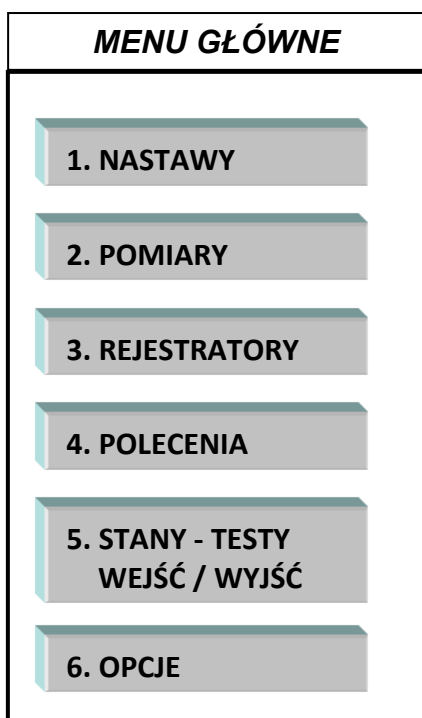 MENU GŁÓWNE
1. NASTAWY
2. POMIARY
3. REJESTRATORY
4. POLECENIA
5. STANY - TESTY
WEJŚĆ / WYJŚĆ
6. OPCJE